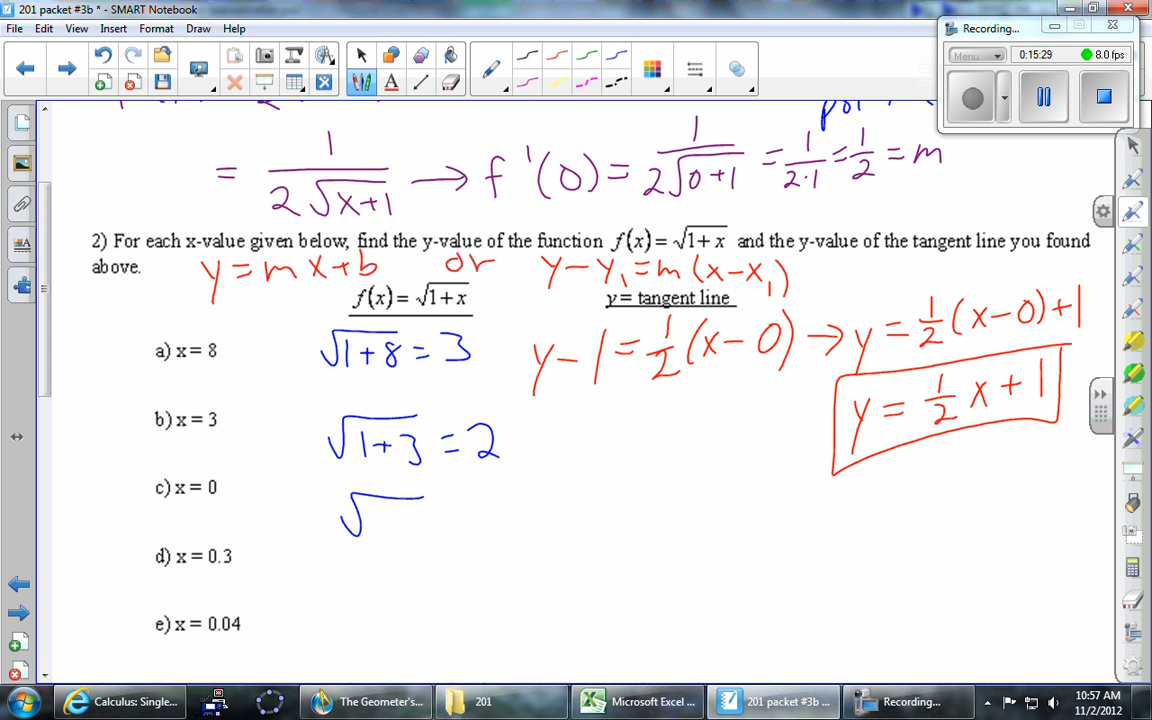 201 packet #3b * - SMART Notebook
File Edit View Insert Format Draw Help
Recording...
Menu 0:15:29 8.0 fps
= 1/(2√x+1) → f '(0) = 1/(2√0+1) = 1/(2·1) = 1/2 = m
2) For each x-value given below, find the y-value of the function f(x) = √1+x and the y-value of the tangent line you found
above.
y = mx+b or y-y₁=m(x-x₁)
f(x) = √1+x y = tangent line
y-1=1/2(x-0) → y = 1/2(x-0)+1
a) x = 8 √1+8 = 3
y = 1/2 x + 1
b) x = 3 √1+3 = 2
c) x = 0 √
d) x = 0.3
e) x = 0.04
Calculus: Single... The Geometer's... 201 Microsoft Excel ... 201 packet #3b ... Recording... 10:57 AM
11/2/2012